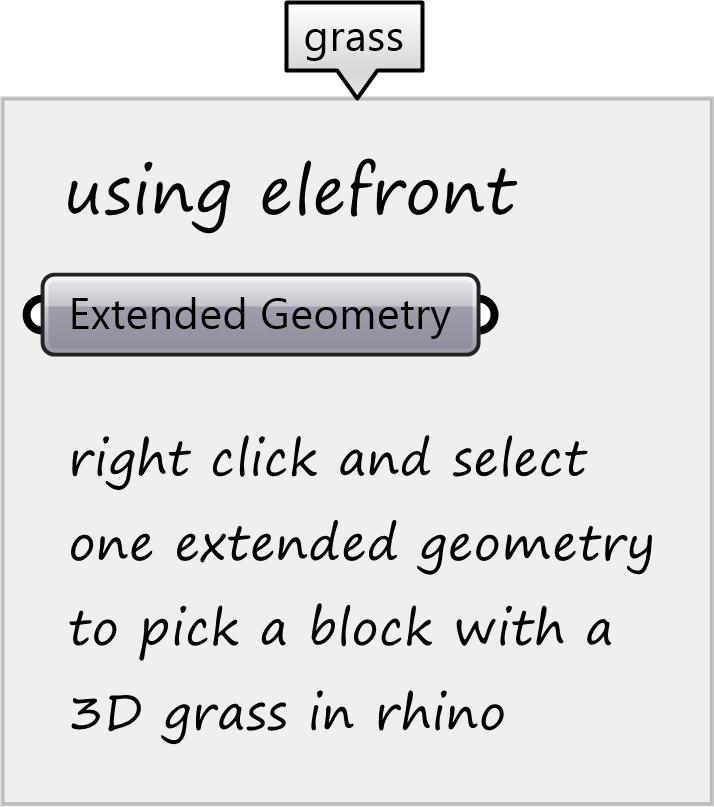 grass
using elefront
Extended Geometry
right click and select
one extended geometry
to pick a block with a
3D grass in rhino